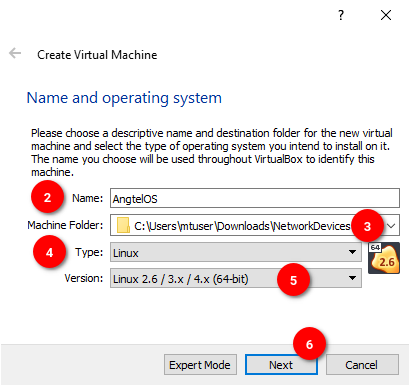 ?
Create Virtual Machine
Name and operating system
Please choose a descriptive name and destination folder for the new virtual
machine and select the type of operating system you intend to install on it.
The name you choose will be used throughout VirtualBox to identify this
machine.
2 Name: AngtelOS
Machine Folder: C:\Users\mtuser\Downloads\NetworkDevices 3
4 Type: Linux 64
Version: Linux 2.6 / 3.x / 4.x (64-bit) 5 2.6
6
Expert Mode Next Cancel